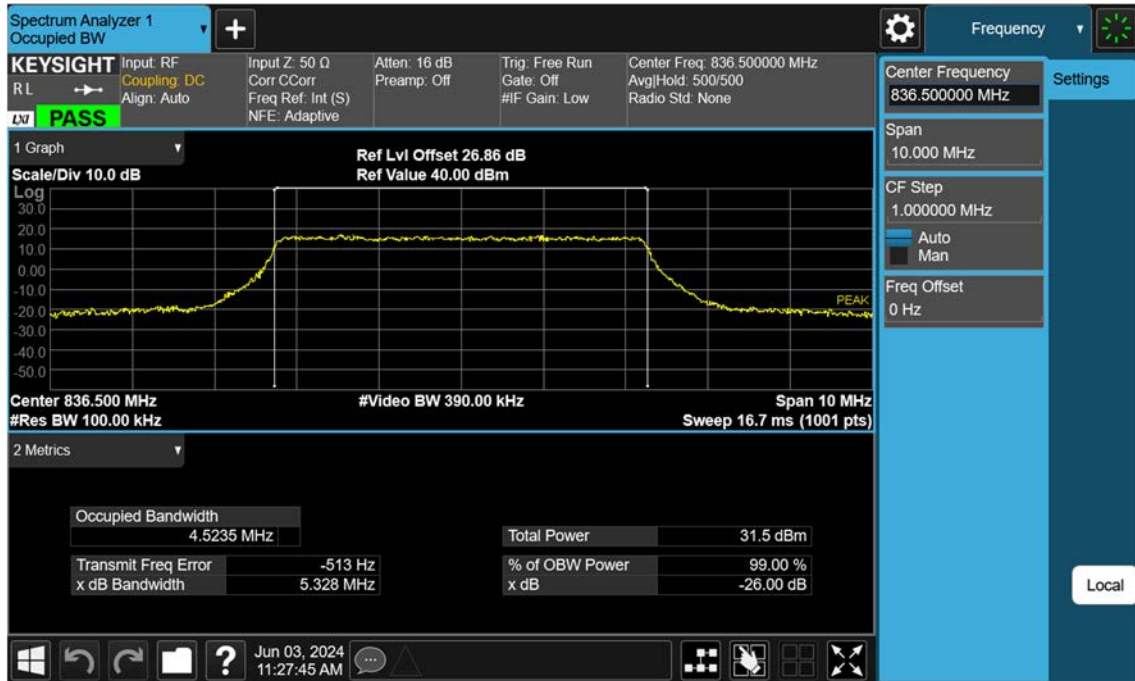 Spectrum Analyzer 1
Occupied BW
+
Frequency
KEYSIGHT
RL
LXI
PASS
Input: RF
Coupling: DC
Align: Auto
Input Z: 50 Ω
Corr CCorr
Freq Ref: Int (S)
NFE: Adaptive
Atten: 16 dB
Preamp: Off
Trig: Free Run
Gate: Off
#IF Gain: Low
Center Freq: 836.500000 MHz
Avg|Hold: 500/500
Radio Std: None
1 Graph
Scale/Div 10.0 dB
Ref Lvl Offset 26.86 dB
Ref Value 40.00 dBm
Log
30.0
20.0
10.0
0.00
-10.0
-20.0
-30.0
-40.0
-50.0
PEAK
Center 836.500 MHz
#Video BW 390.00 kHz
Span 10 MHz
#Res BW 100.00 kHz
Sweep 16.7 ms (1001 pts)
2 Metrics
Occupied Bandwidth
4.5235 MHz
Transmit Freq Error -513 Hz
x dB Bandwidth 5.328 MHz
Total Power 31.5 dBm
% of OBW Power 99.00 %
x dB -26.00 dB
Center Frequency
836.500000 MHz
Span
10.000 MHz
CF Step
1.000000 MHz
Auto
Man
Freq Offset
0 Hz
Settings
Local
?
Jun 03, 2024
11:27:45 AM